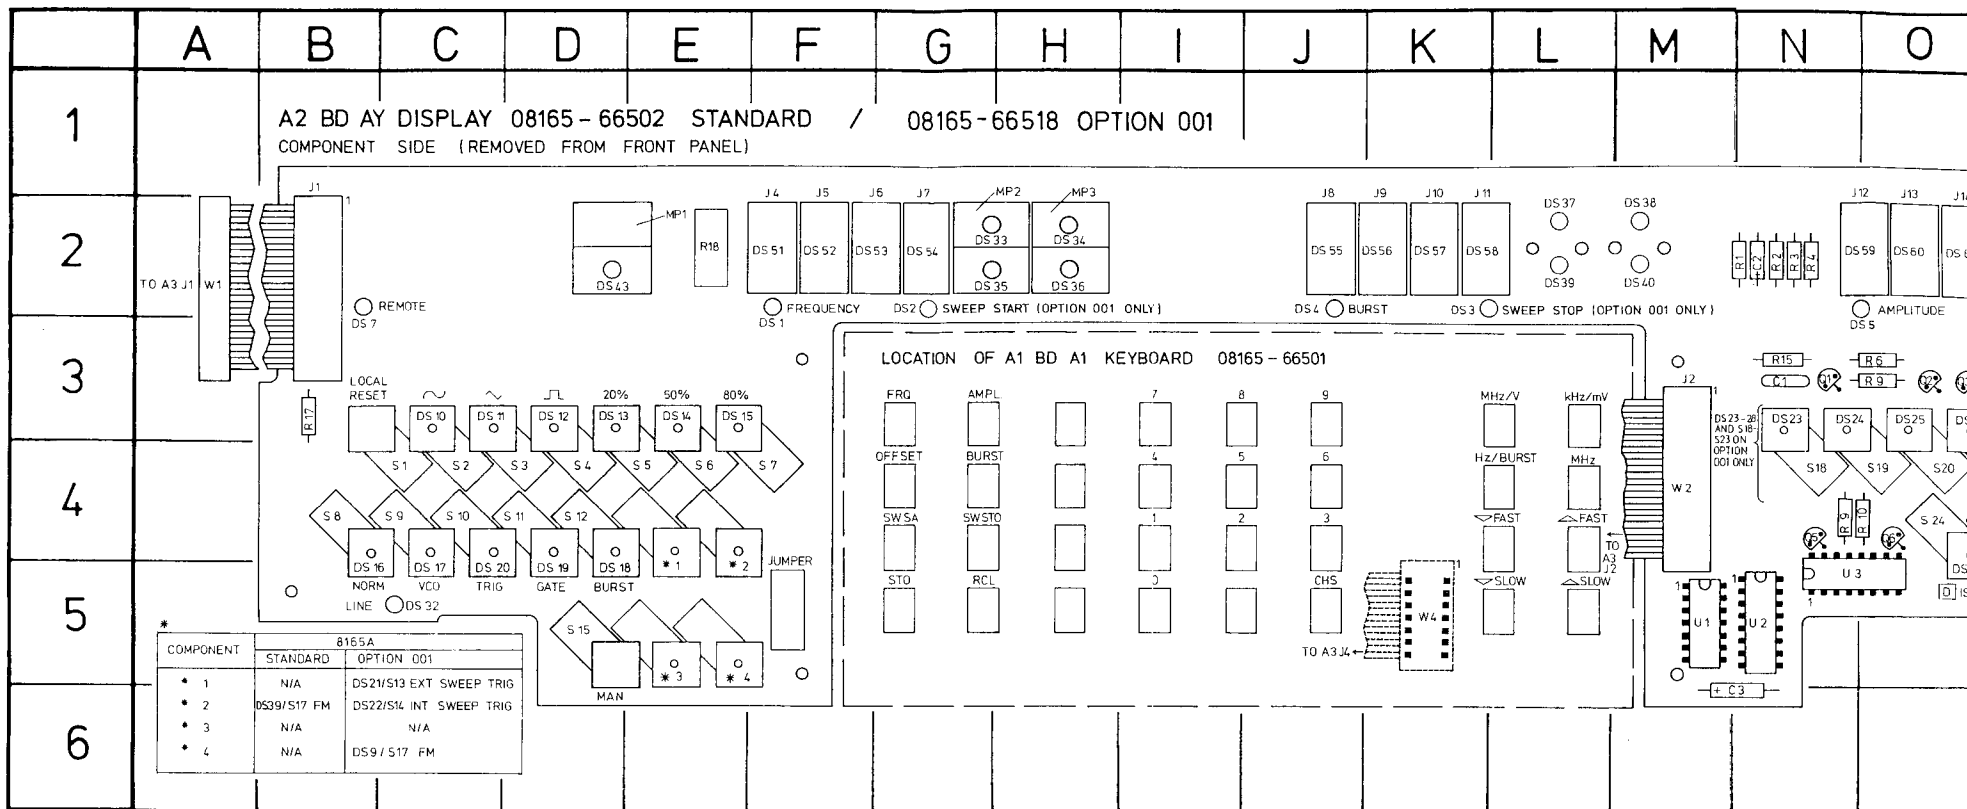 A B C D E F G H I J K L M N O
1
A2 BD AY DISPLAY 08165-66502 STANDARD / 08165-66518 OPTION 001
COMPONENT SIDE (REMOVED FROM FRONT PANEL)
J1 J4 J5 J6 J7 MP2 MP3 J8 J9 J10 J11 DS37 DS38 J12 J13
1 MP1
2
R18 DS51 DS52 DS53 DS54 DS33 DS34 DS55 DS56 DS57 DS58 R1 C2 R2 R3 R4 DS59 DS60
TO A3 J1 W1 DS43 DS35 DS36 DS39 DS40
DS7 REMOTE DS1 FREQUENCY DS2 SWEEP START (OPTION 001 ONLY) DS4 BURST DS3 SWEEP STOP (OPTION 001 ONLY) DS5 AMPLITUDE
3
LOCATION OF A1 BD A1 KEYBOARD 08165-66501
R15 R6
J2 1 C1 Q1 R9 Q2
LOCAL
RESET 20% 50% 80% FRQ AMPL 7 8 9 MHz/V kHz/mV
R17 DS10 DS11 DS12 DS13 DS14 DS15
DS23-28
AND S18-
S23 ON
OPTION
001 ONLY
DS23 DS24 DS25
OFFSET BURST 4 5 6 Hz/BURST MHz
S1 S2 S3 S4 S5 S6 S7 S18 S19 S20
4
W2
S8 S9 S10 S11 S12 SWSA SWSTO 1 2 3 FAST FAST R9 R10 S24
Q5 Q6
TO
A3
J2
DS16 DS17 DS20 DS19 DS18 * 1 * 2 JUMPER
NORM VCO TRIG GATE BURST STO RCL 0 CHS 1 SLOW SLOW 1 1 U3
1
5
LINE DS32
S15 W4 U1 U2
TO A3J4
MAN * 3 * 4
+ C3
*
COMPONENT 8165A
STANDARD OPTION 001
* 1 N/A DS21/S13 EXT SWEEP TRIG
* 2 DS39/S17 FM DS22/S14 INT SWEEP TRIG
* 3 N/A N/A
* 4 N/A DS9/S17 FM
6